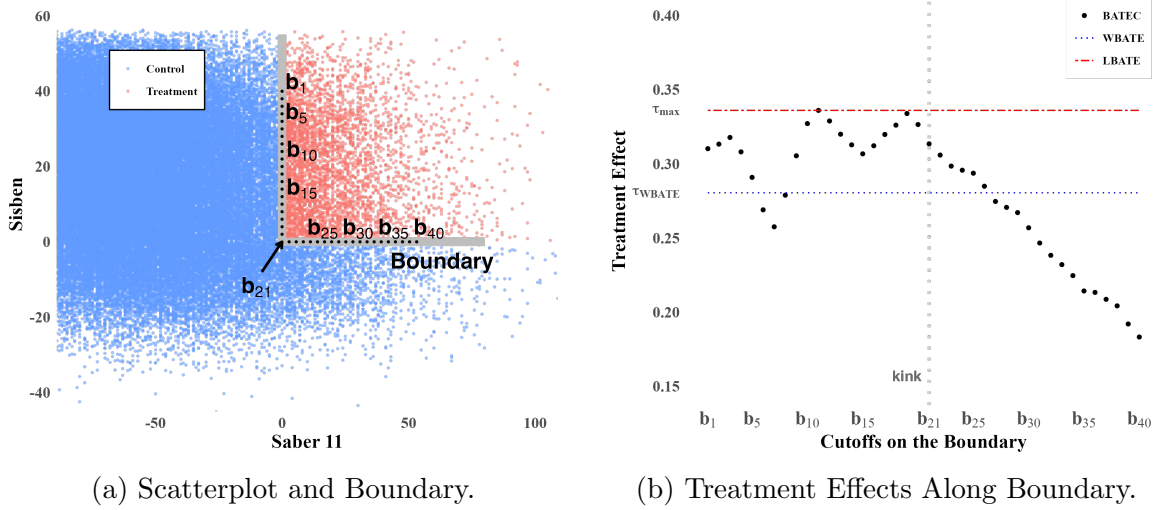 60
40
20
0
-20
-40
Sisben
Control
Treatment
b1
b5
b10
b15
b25 b30 b35 b40
Boundary
b21
-50 0 50 100
Saber 11
(a) Scatterplot and Boundary.
0.40
0.35
τmax
0.30
τWBATE
0.25
0.20
0.15
Treatment Effect
BATEC
WBATE
LBATE
kink
b1 b5 b10 b15 b21 b25 b30 b35 b40
Cutoffs on the Boundary
(b) Treatment Effects Along Boundary.